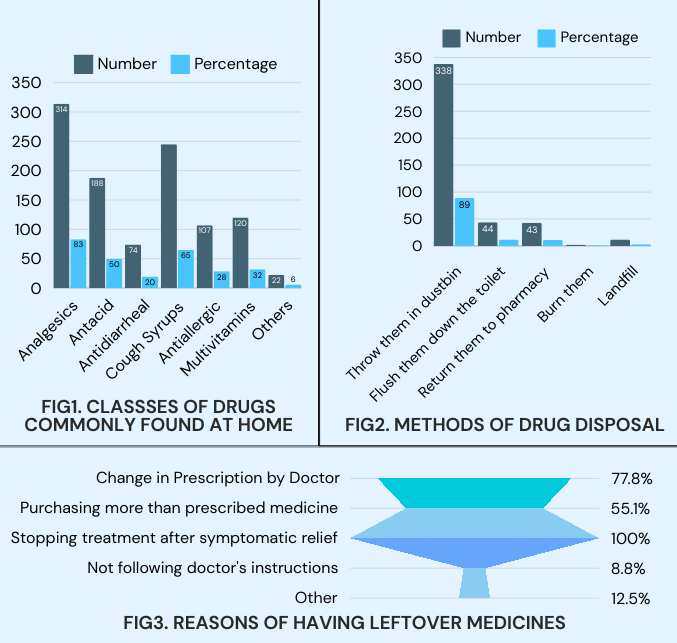 Number Percentage
350
300
250
200
150
100
50
0
314
83
188
50
74
20
65
107
28
120
32
22
6
Analgesics
Antacid
Antidiarrheal
Cough Syrups
Antiallergic
Multivitamins
Others
FIG1. CLASSSES OF DRUGS
COMMONLY FOUND AT HOME
Number Percentage
350
300
250
200
150
100
50
0
338
89
44
43
Throw them in dustbin
Flush them down the toilet
Return them to pharmacy
Burn them
Landfill
FIG2. METHODS OF DRUG DISPOSAL
Change in Prescription by Doctor 77.8%
Purchasing more than prescribed medicine 55.1%
Stopping treatment after symptomatic relief 100%
Not following doctor's instructions 8.8%
Other 12.5%
FIG3. REASONS OF HAVING LEFTOVER MEDICINES